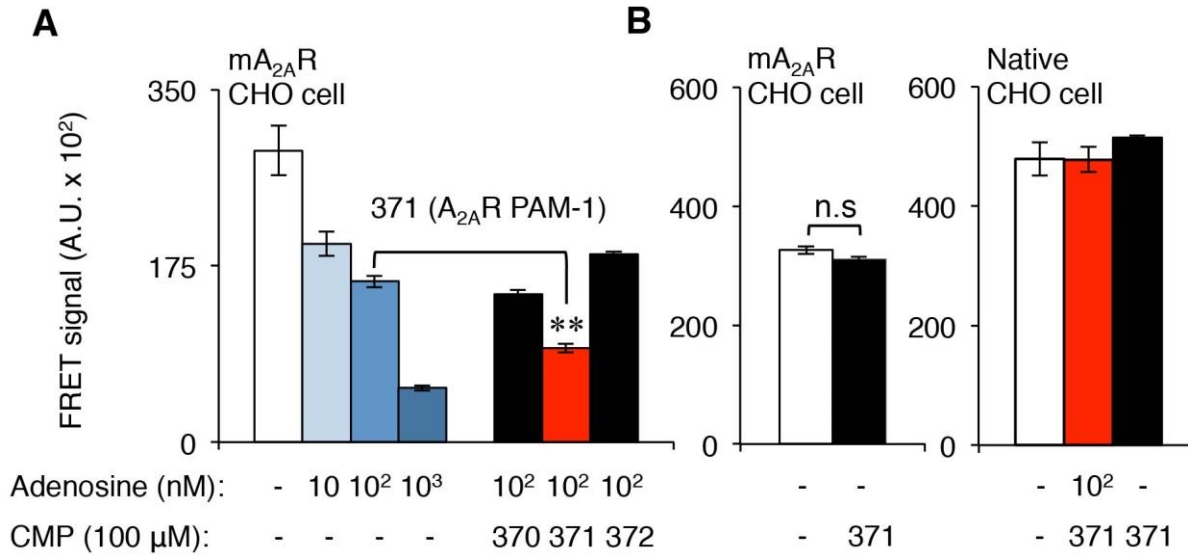 A
B
mA₂AR
CHO cell
mA₂AR
CHO cell
Native
CHO cell
350
175
0
FRET signal (A.U. x 10²)
371 (A₂AR PAM-1)
**
600
400
200
0
n.s
600
400
200
0
Adenosine (nM): - 10 10² 10³ 10² 10² 10² - - - 10² -
CMP (100 µM): - - - - 370 371 372 - 371 - 371 371